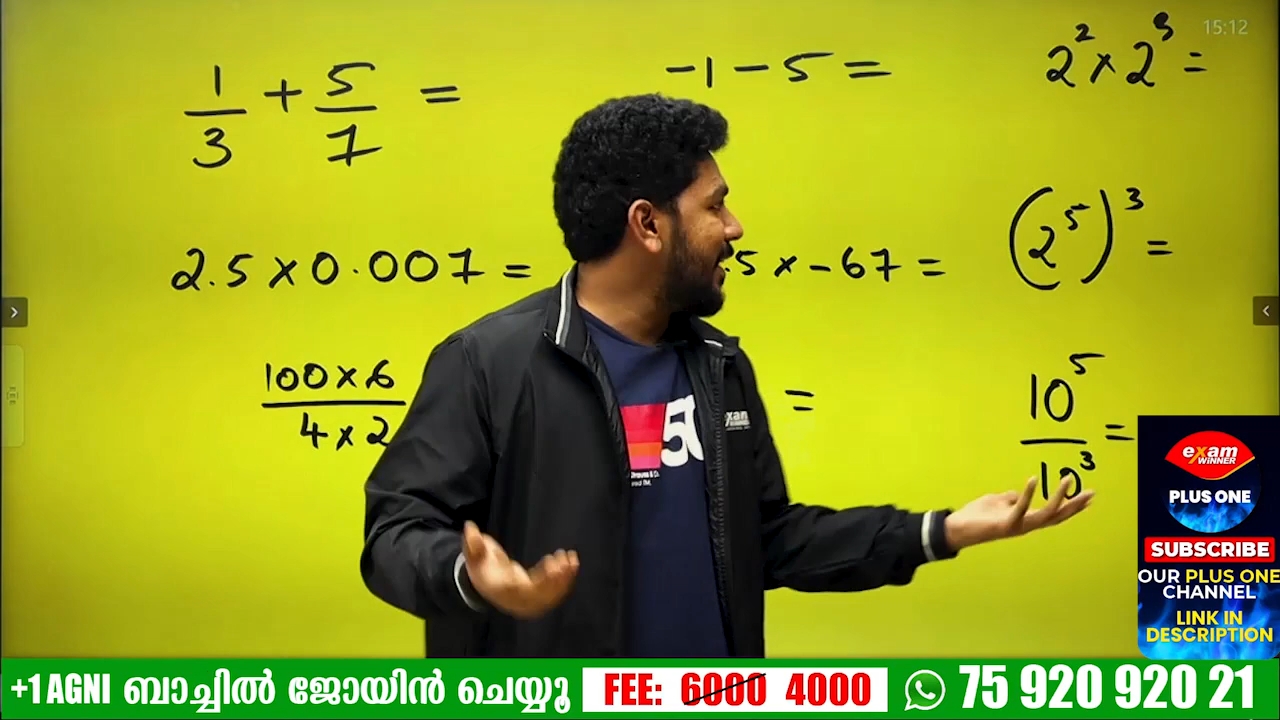 15:12
1/3 + 5/7 =
-1 - 5 =
2² × 2³ =
2.5 × 0.007 =
.5 × -67 =
(2⁵)³ =
100 × 6 / 4 × 2
=
10⁵ / 10³ =
50
exam
exam
WINNER
PLUS ONE
SUBSCRIBE
OUR PLUS ONE
CHANNEL
LINK IN
DESCRIPTION
+1 AGNI ബാച്ചിൽ ജോയിൻ ചെയ്യൂ FEE: 6000 4000 75 920 920 21